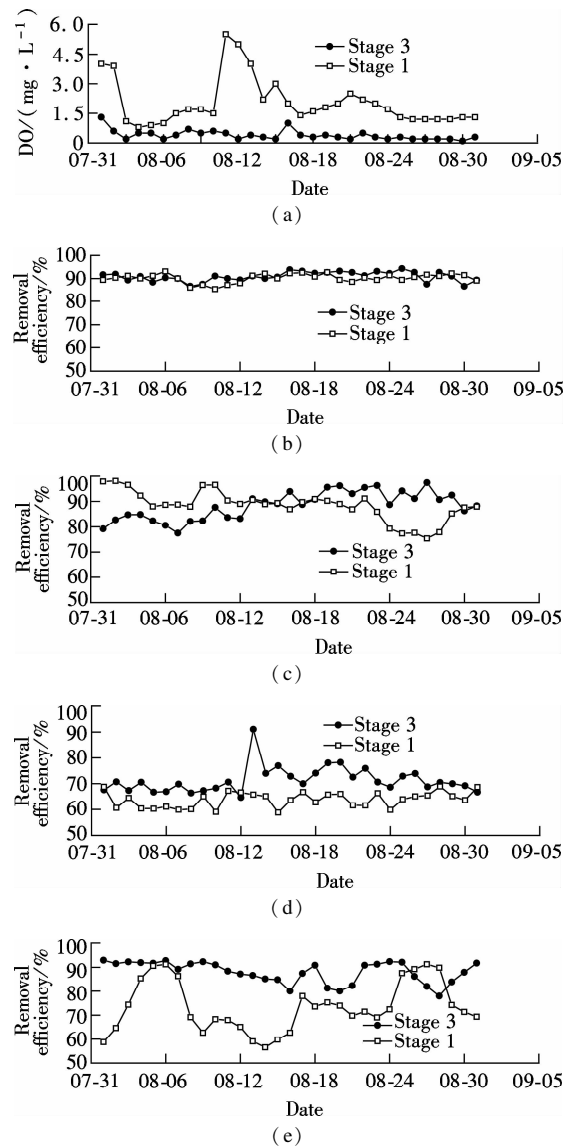 6.0
4.5
3.0
1.5
0
DO/(mg · L⁻¹)
Stage 3
Stage 1
07-31 08-06 08-12 08-18 08-24 08-30 09-05
Date
(a)
100
90
80
70
60
50
Removal
efficiency/%
Stage 3
Stage 1
07-31 08-06 08-12 08-18 08-24 08-30 09-05
Date
(b)
100
90
80
70
60
50
Removal
efficiency/%
Stage 3
Stage 1
07-31 08-06 08-12 08-18 08-24 08-30 09-05
Date
(c)
100
90
80
70
60
50
Removal
efficiency/%
Stage 3
Stage 1
07-31 08-06 08-12 08-18 08-24 08-30 09-05
Date
(d)
100
90
80
70
60
50
Removal
efficiency/%
Stage 3
Stage 1
07-31 08-06 08-12 08-18 08-24 08-30 09-05
Date
(e)